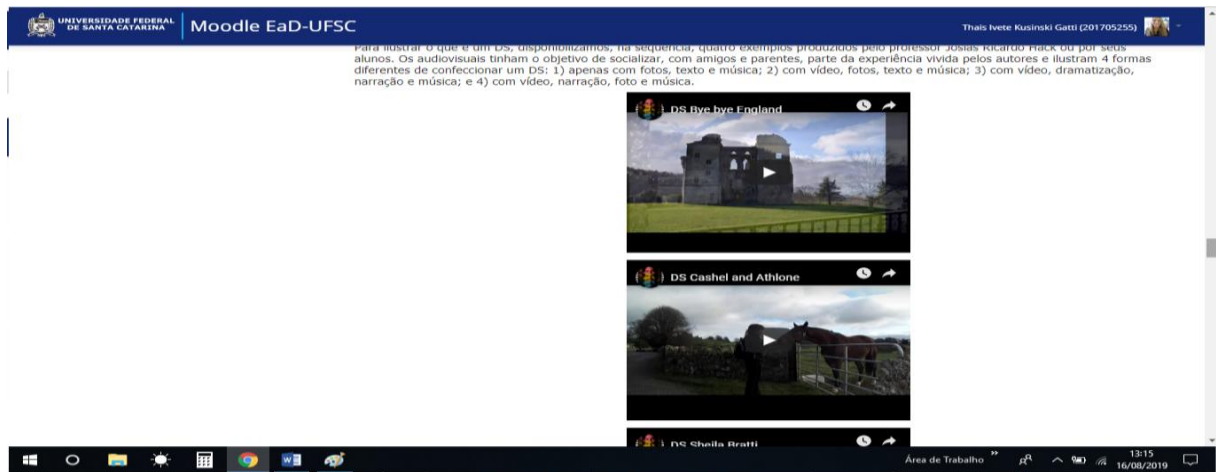 UNIVERSIDADE FEDERAL
DE SANTA CATARINA
Moodle EaD-UFSC
Thais Ivete Kusinski Gatti (201705255)
Para ilustrar o que é um DS, disponibilizamos, na sequência, quatro exemplos produzidos pelo professor Josias Ricardo Hack ou por seus
alunos. Os audiovisuais tinham o objetivo de socializar, com amigos e parentes, parte da experiência vivida pelos autores e ilustram 4 formas
diferentes de confeccionar um DS: 1) apenas com fotos, texto e música; 2) com vídeo, fotos, texto e música; 3) com vídeo, dramatização,
narração e música; e 4) com vídeo, narração, foto e música.
DS Bye bye England
DS Cashel and Athlone
DS Sheila Bratti
Área de Trabalho
13:15
16/08/2019